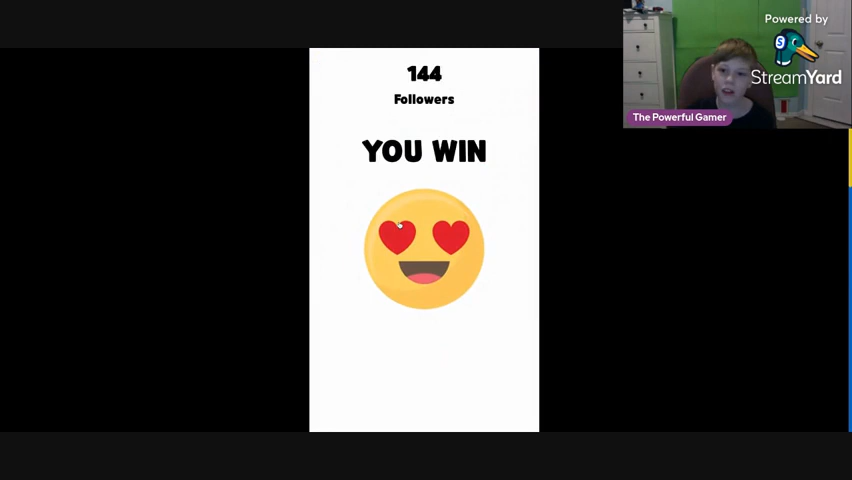 144
Followers
YOU WIN
Powered by
S
StreamYard
The Powerful Gamer